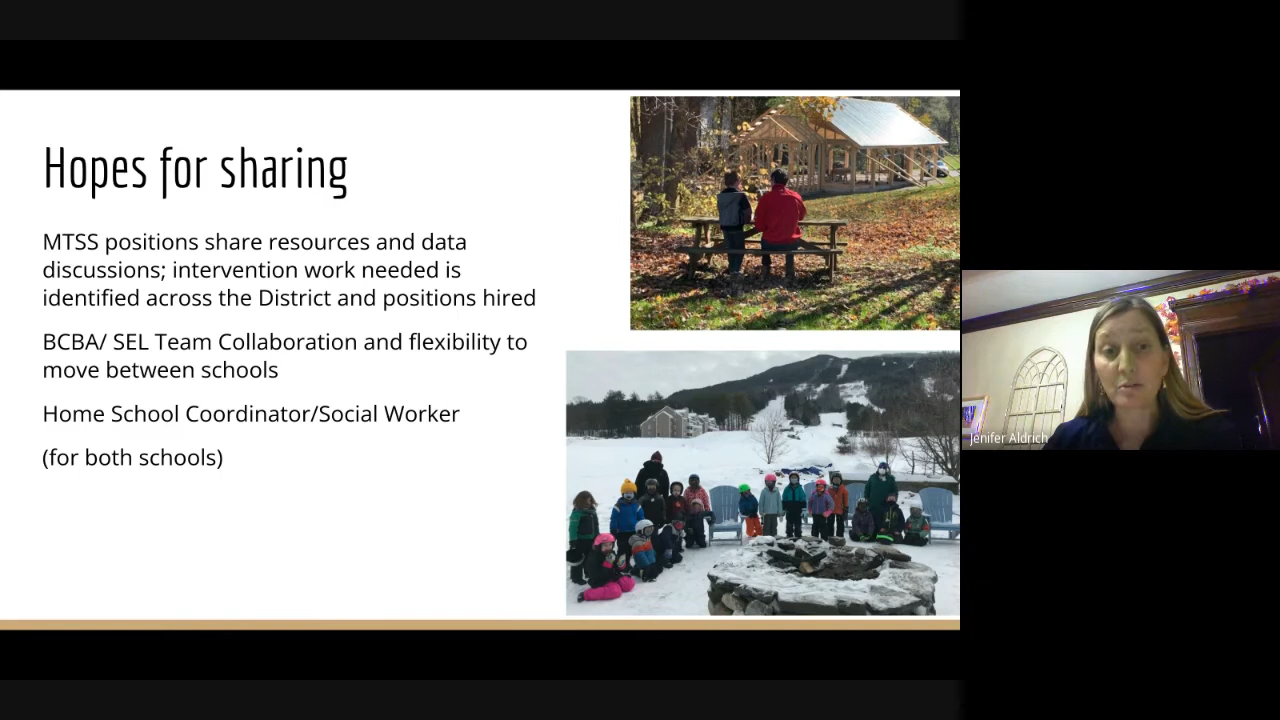 Hopes for sharing
MTSS positions share resources and data
discussions; intervention work needed is
identified across the District and positions hired
BCBA/ SEL Team Collaboration and flexibility to
move between schools
Home School Coordinator/Social Worker
(for both schools)
Jenifer Aldrich